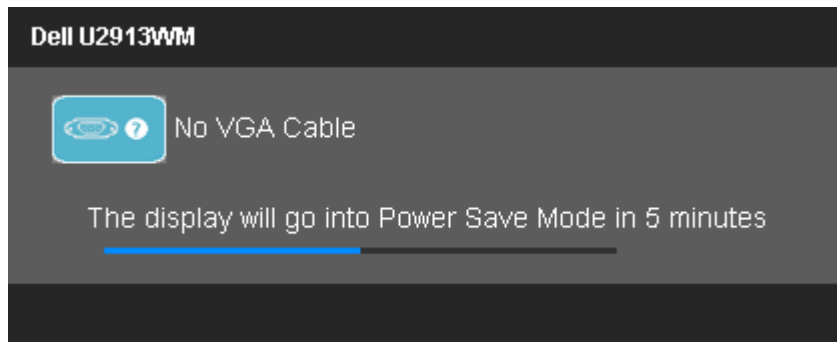 Dell U2913WM
No VGA Cable
The display will go into Power Save Mode in 5 minutes